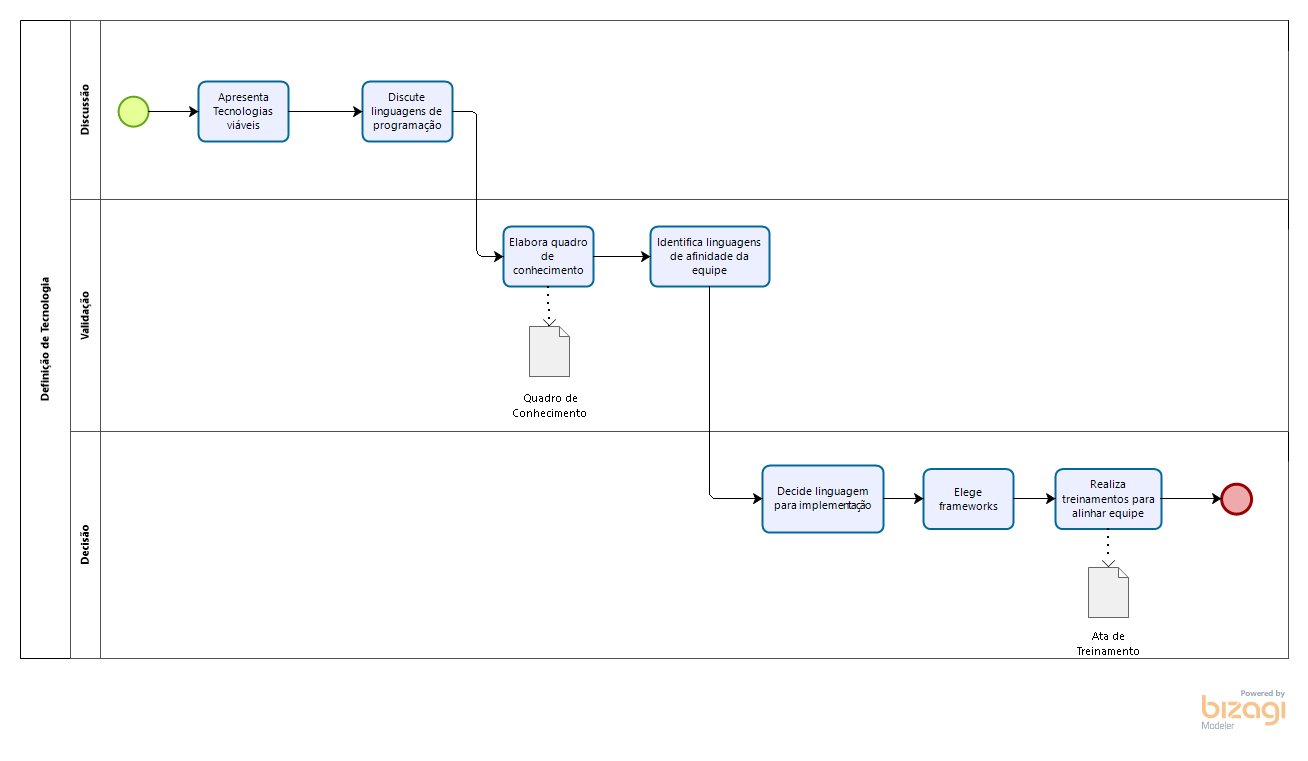 Definição de Tecnologia
Discussão
Apresenta
Tecnologias
viáveis
Discute
linguagens de
programação
Validação
Elabora quadro
de
conhecimento
Identifica linguagens
de afinidade da
equipe
Quadro de
Conhecimento
Decisão
Decide linguagem
para implementação
Elege
frameworks
Realiza
treinamentos para
alinhar equipe
Ata de
Treinamento
Powered by
bizagi
Modeler